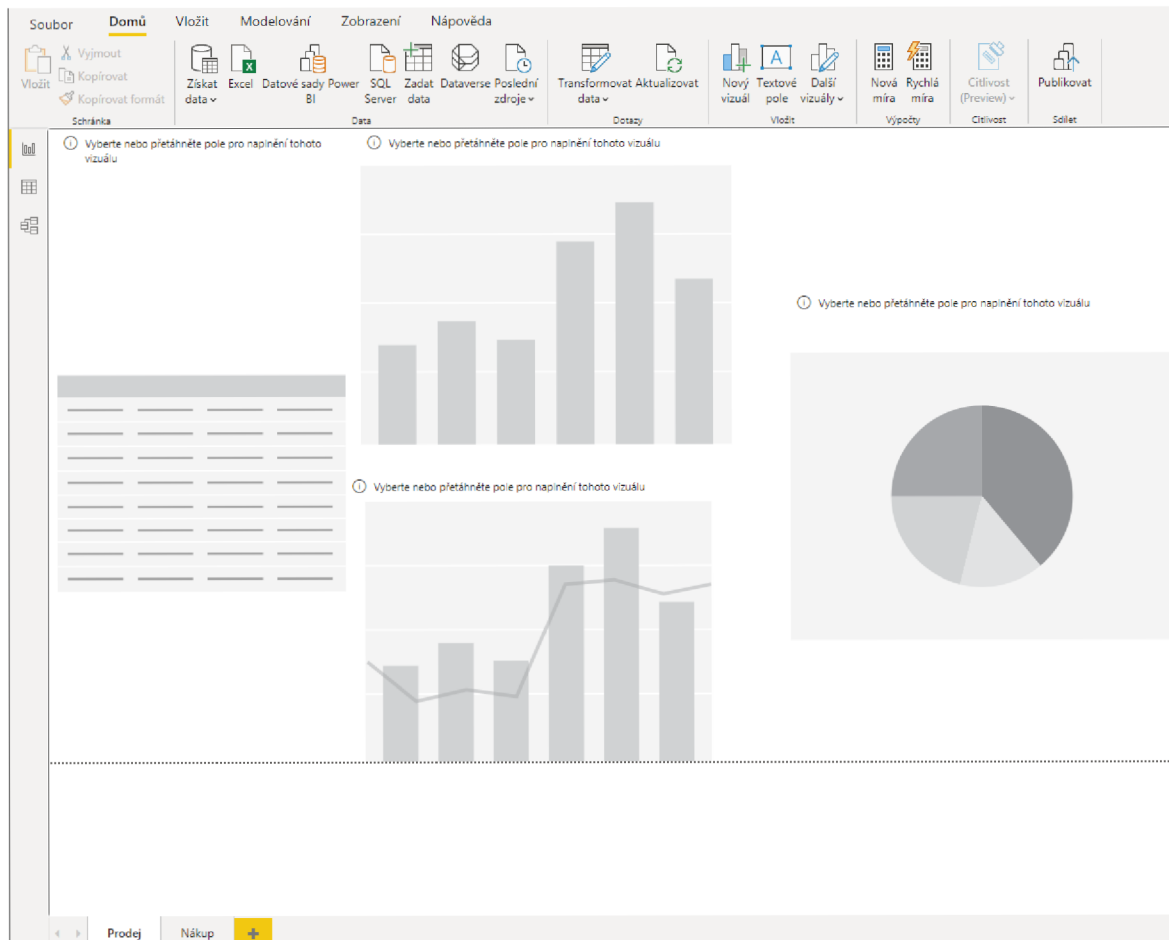 Soubor Domů Vložit Modelování Zobrazení Nápověda
Vložit
Vyjmout
Kopírovat
Kopírovat formát
Schránka
Získat
data
Excel
Datové sady Power
BI
SQL
Server
Zadat
data
Dataverse
Poslední
zdroje
Data
Transformovat
data
Aktualizovat
Dotazy
Nový
vizuál
Textové
pole
Další
vizuály
Vložit
Nová
míra
Rychlá
míra
Výpočty
Citlivost
(Preview)
Citlivost
Publikovat
Sdílet
Vyberte nebo přetáhněte pole pro naplnění tohoto
vizuálu
Vyberte nebo přetáhněte pole pro naplnění tohoto vizuálu
Vyberte nebo přetáhněte pole pro naplnění tohoto vizuálu
Vyberte nebo přetáhněte pole pro naplnění tohoto vizuálu
Prodej Nákup +